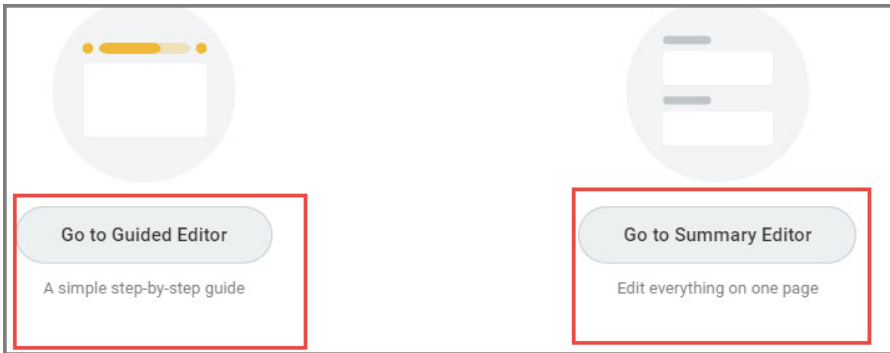 Go to Guided Editor
A simple step-by-step guide
Go to Summary Editor
Edit everything on one page